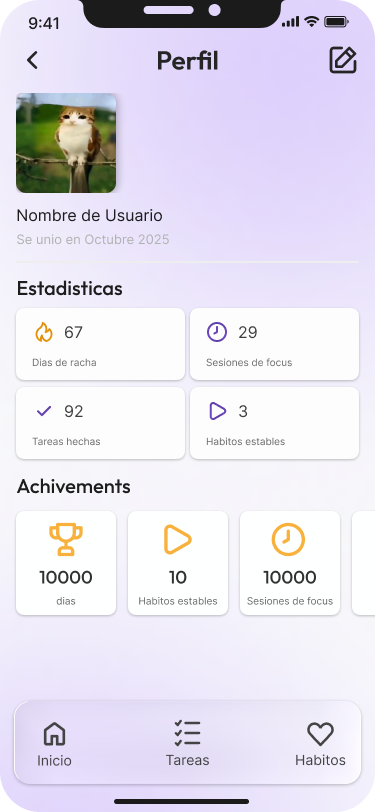 9:41
Perfil
Nombre de Usuario
Se unio en Octubre 2025
Estadisticas
67
Dias de racha
29
Sesiones de focus
92
Tareas hechas
3
Habitos estables
Achivements
10000
dias
10
Habitos estables
10000
Sesiones de focus
Inicio
Tareas
Habitos